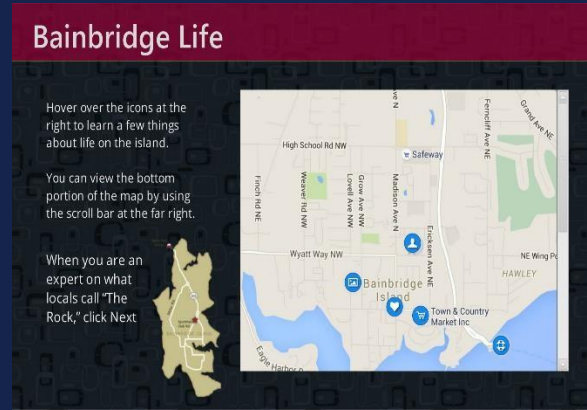 Bainbridge Life
Hover over the icons at the
right to learn a few things
about life on the island.
You can view the bottom
portion of the map by using
the scroll bar at the far right.
When you are an
expert on what
locals call "The
Rock," click Next
High School Rd NW
Safeway
Finch Rd NE
Weaver Rd NW
Lovell Ave NW
Grow Ave NW
Madison Ave N
ve N
Ferncliff Ave NE
Grand Ave NE
Ericksen Ave NE
Wyatt Way NW
NE Wing Po
HAWLEY
Bainbridge
Island
Town & Country
Market Inc
Eagle Harbor